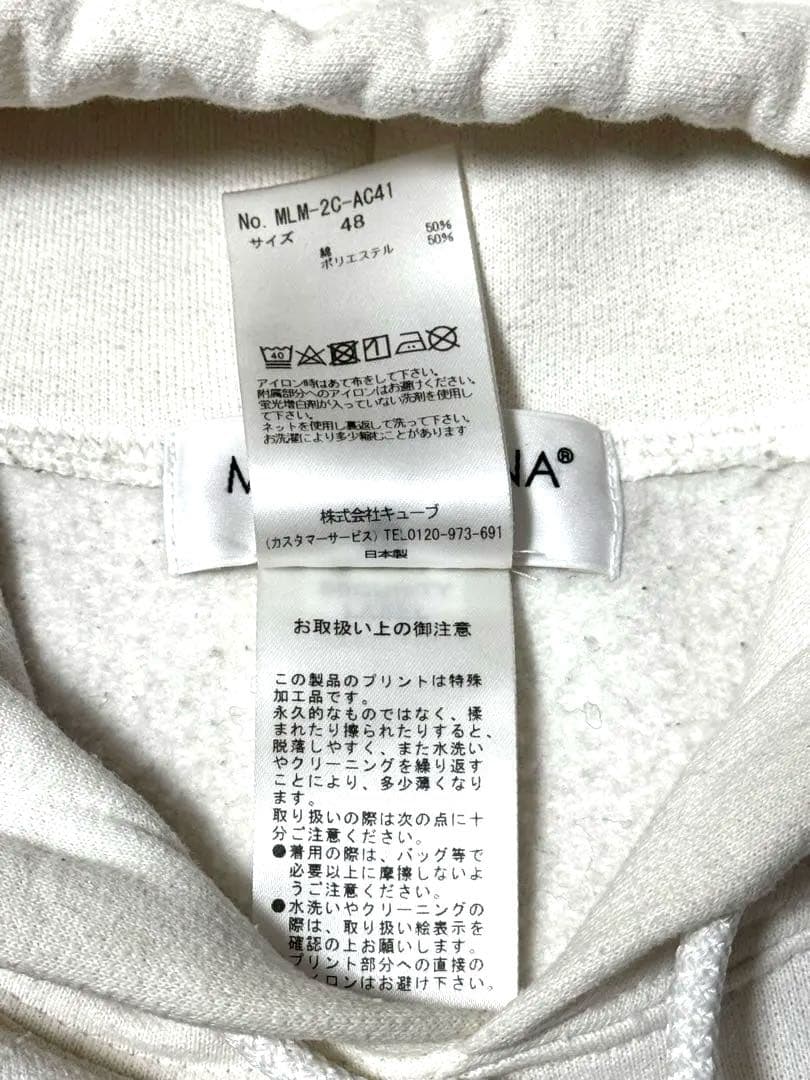 No. MLM-2C-AC41
サイズ 48
綿 50%
ポリエステル 50%
40
アイロン時はあて布をして下さい。
附属部分へのアイロンはお避けください。
蛍光増白剤が入っていない洗剤を使用し
て下さい。
ネットを使用し裏返して洗って下さい。
お洗濯により多少縮むことがあります
M NA®
株式会社キューブ
(カスタマーサービス) TEL0120-973-691
日本製
お取扱い上の御注意
この製品のプリントは特殊
加工品です。
永久的なものではなく、揉
まれたり擦られたりすると、
脱落しやすく、また水洗い
やクリーニングを繰り返す
ことにより、多少薄くなり
ます。
取り扱いの際は次の点に十
分ご注意ください。
●着用の際は、バッグ等で
必要以上に摩擦しないよ
うご注意ください。
●水洗いやクリーニングの
際は、取り扱い絵表示を
確認の上お願いします。
プリント部分への直接の
アイロンはお避け下さい。